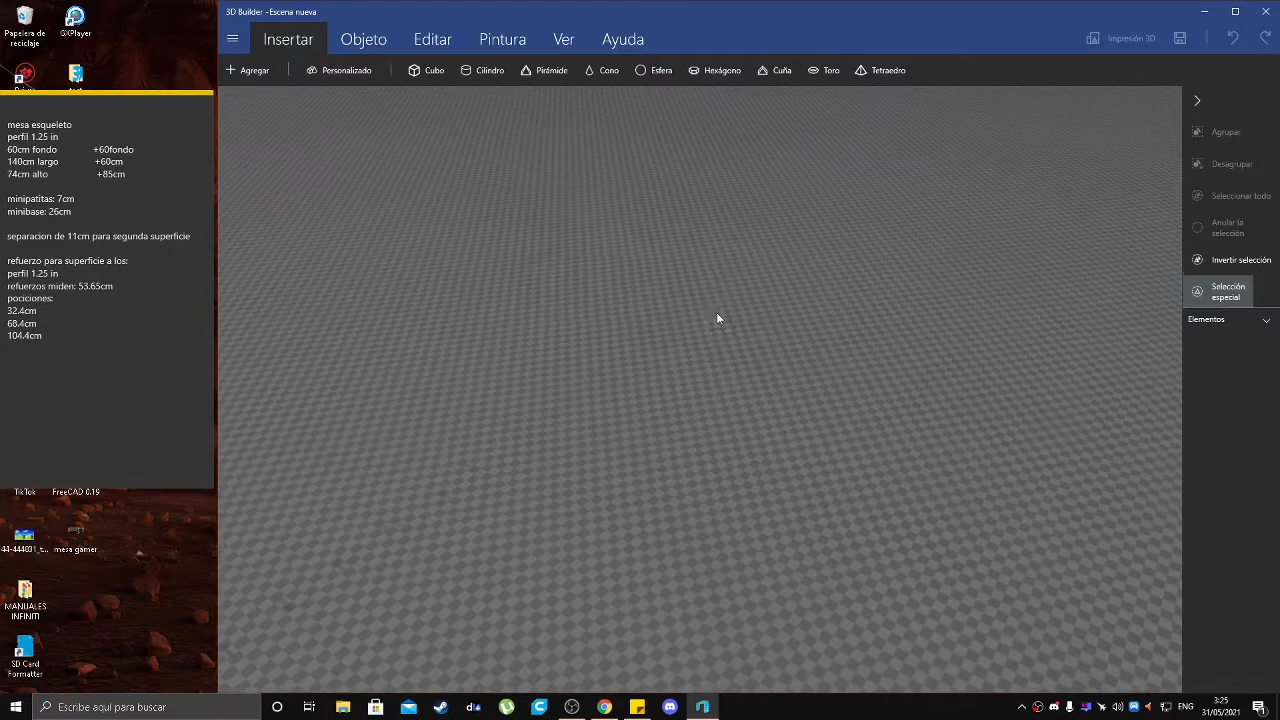 Papelera de
reciclaje
GXPlayer
3D Builder - Escena nueva
Insertar
Objeto
Editar
Pintura
Ver
Ayuda
Impresión 3D
Agregar
Personalizado
Cubo
Cilindro
Pirámide
Cono
Esfera
Hexágono
Cuña
Toro
Tetraedro
mesa esqueleto
perfil 1.25 in
60cm fondo +60fondo
140cm largo +60cm
74cm alto +85cm
minipatitas: 7cm
minibase: 26cm
separacion de 11cm para segunda superficie
refuerzo para superficie a los:
perfil 1.25 in
refuerzos miden: 53.65cm
pociciones:
32.4cm
68.4cm
104.4cm
TikTok
FreeCAD 0.19
44-444031_t...
mesa gamer
MANUALES
INFINITI
SD Card
Formatter
Agrupar
Desagrupar
Seleccionar todo
Anular la
selección
Invertir selección
Selección
especial
Elementos
Escribe aquí para buscar
ENG
3:25
31/05/2021